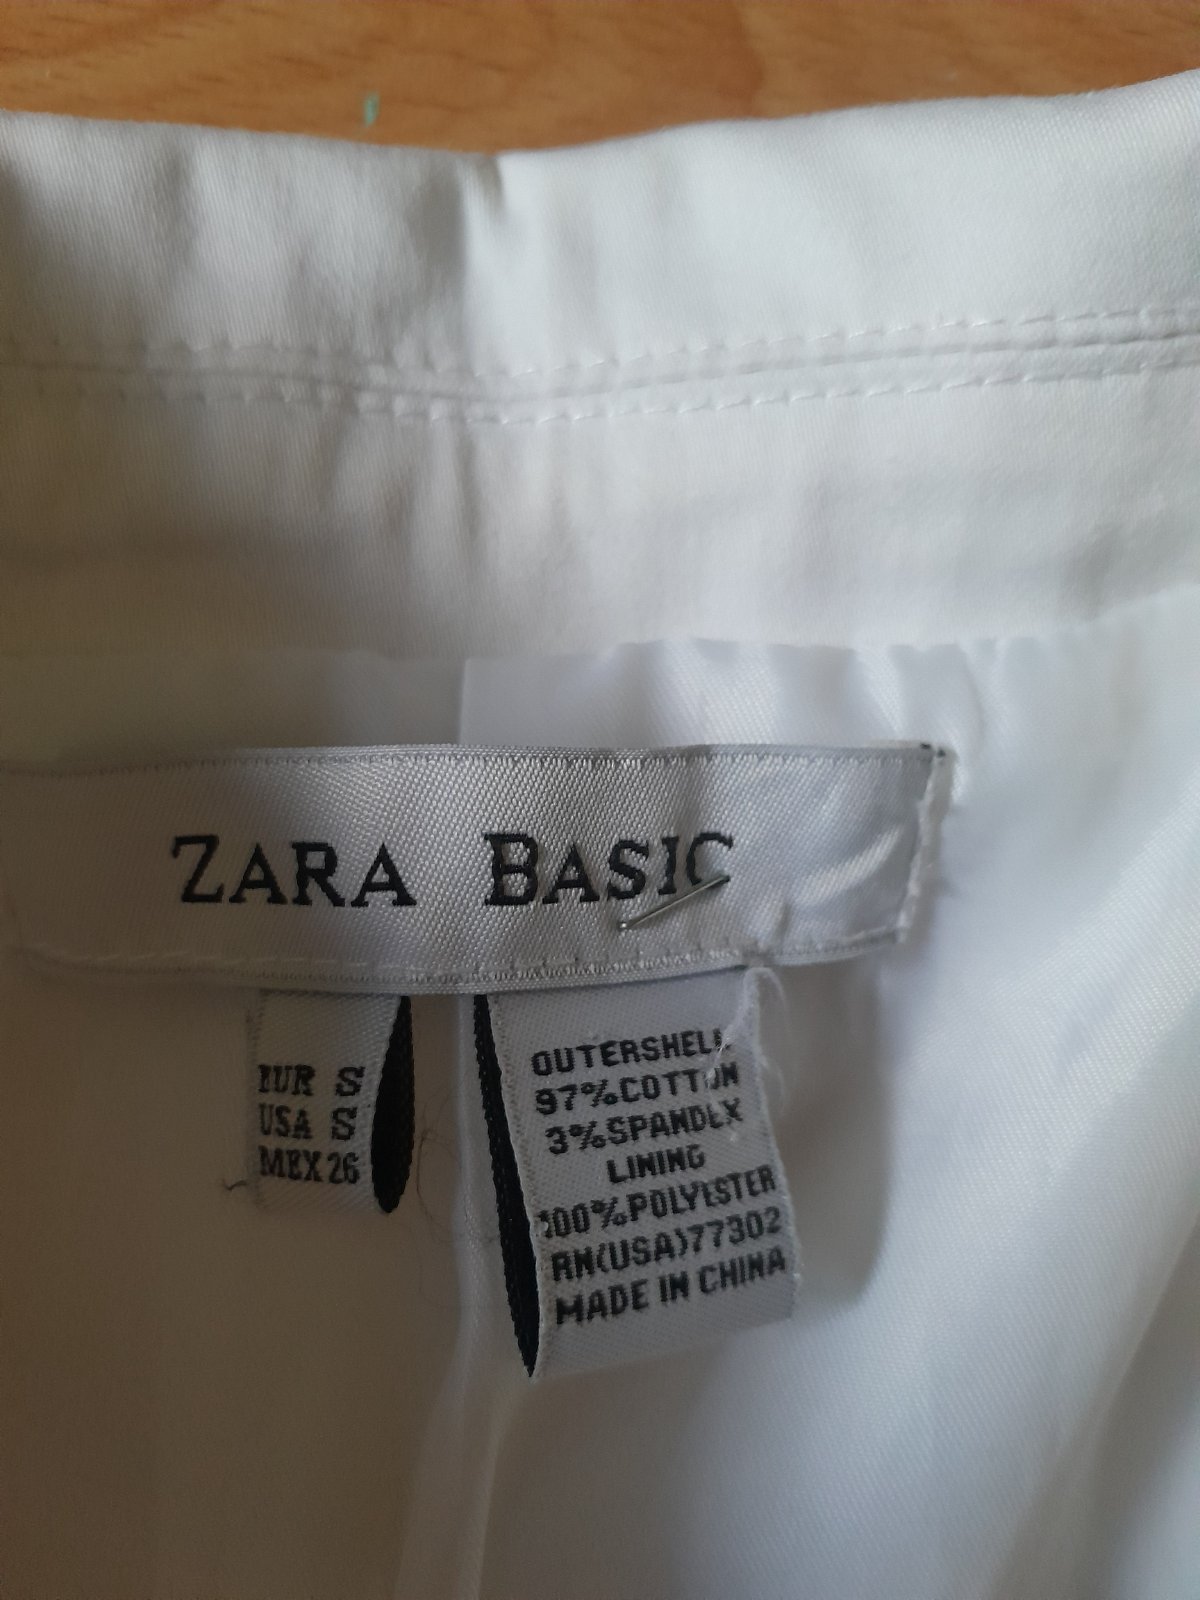 ZARA BASIC
EUR S
USA S
MEX 26
OUTERSHELL
97%COTTON
3%SPANDEX
LINING
100%POLYESTER
RN(USA)77302
MADE IN CHINA